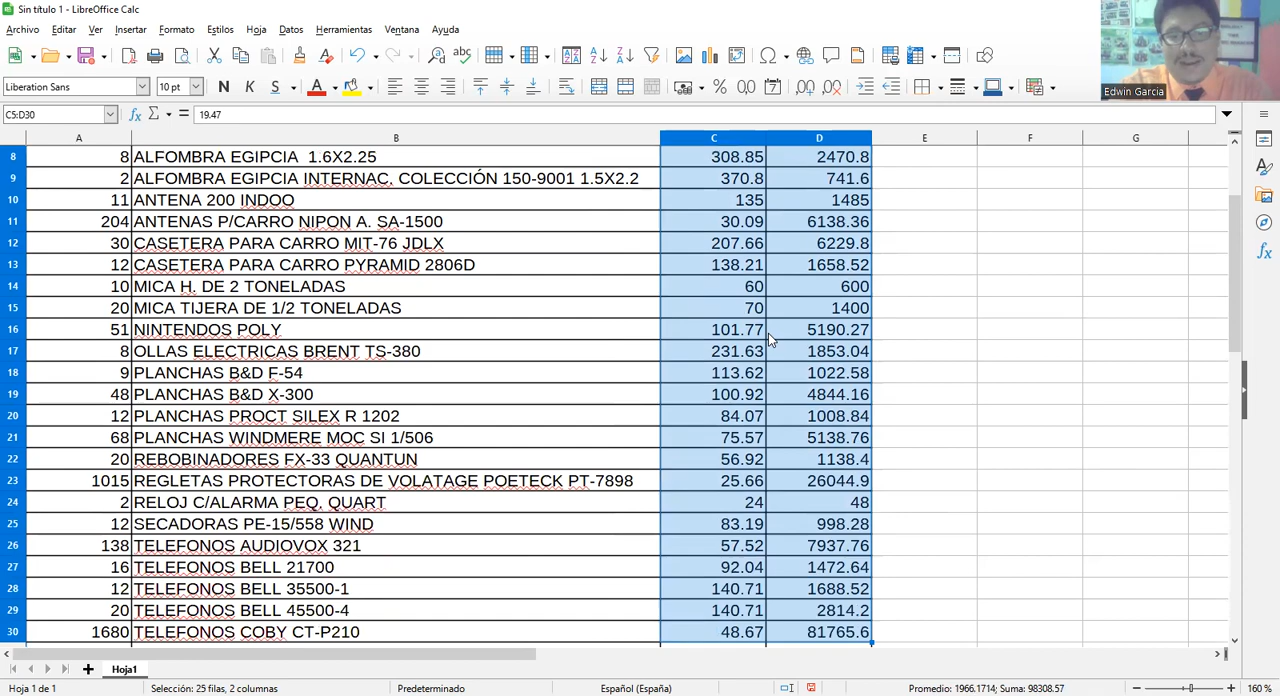 Sin título 1 - LibreOffice Calc
Archivo Editar Ver Insertar Formato Estilos Hoja Datos Herramientas Ventana Ayuda
Liberation Sans 10 pt N K S
C5:D30 fx Σ = 19.47
Edwin Garcia
A B C D E F G
8 8 ALFOMBRA EGIPCIA 1.6X2.25 308.85 2470.8
9 2 ALFOMBRA EGIPCIA INTERNAC. COLECCIÓN 150-9001 1.5X2.2 370.8 741.6
10 11 ANTENA 200 INDOO 135 1485
11 204 ANTENAS P/CARRO NIPON A. SA-1500 30.09 6138.36
12 30 CASETERA PARA CARRO MIT-76 JDLX 207.66 6229.8
13 12 CASETERA PARA CARRO PYRAMID 2806D 138.21 1658.52
14 10 MICA H. DE 2 TONELADAS 60 600
15 20 MICA TIJERA DE 1/2 TONELADAS 70 1400
16 51 NINTENDOS POLY 101.77 5190.27
17 8 OLLAS ELECTRICAS BRENT TS-380 231.63 1853.04
18 9 PLANCHAS B&D F-54 113.62 1022.58
19 48 PLANCHAS B&D X-300 100.92 4844.16
20 12 PLANCHAS PROCT SILEX R 1202 84.07 1008.84
21 68 PLANCHAS WINDMERE MOC SI 1/506 75.57 5138.76
22 20 REBOBINADORES FX-33 QUANTUN 56.92 1138.4
23 1015 REGLETAS PROTECTORAS DE VOLATAGE POETECK PT-7898 25.66 26044.9
24 2 RELOJ C/ALARMA PEQ. QUART 24 48
25 12 SECADORAS PE-15/558 WIND 83.19 998.28
26 138 TELEFONOS AUDIOVOX 321 57.52 7937.76
27 16 TELEFONOS BELL 21700 92.04 1472.64
28 12 TELEFONOS BELL 35500-1 140.71 1688.52
29 20 TELEFONOS BELL 45500-4 140.71 2814.2
30 1680 TELEFONOS COBY CT-P210 48.67 81765.6
Hoja1
Hoja 1 de 1 Selección: 25 filas, 2 columnas Predeterminado Español (España) Promedio: 1966.1714; Suma: 98308.57 160 %